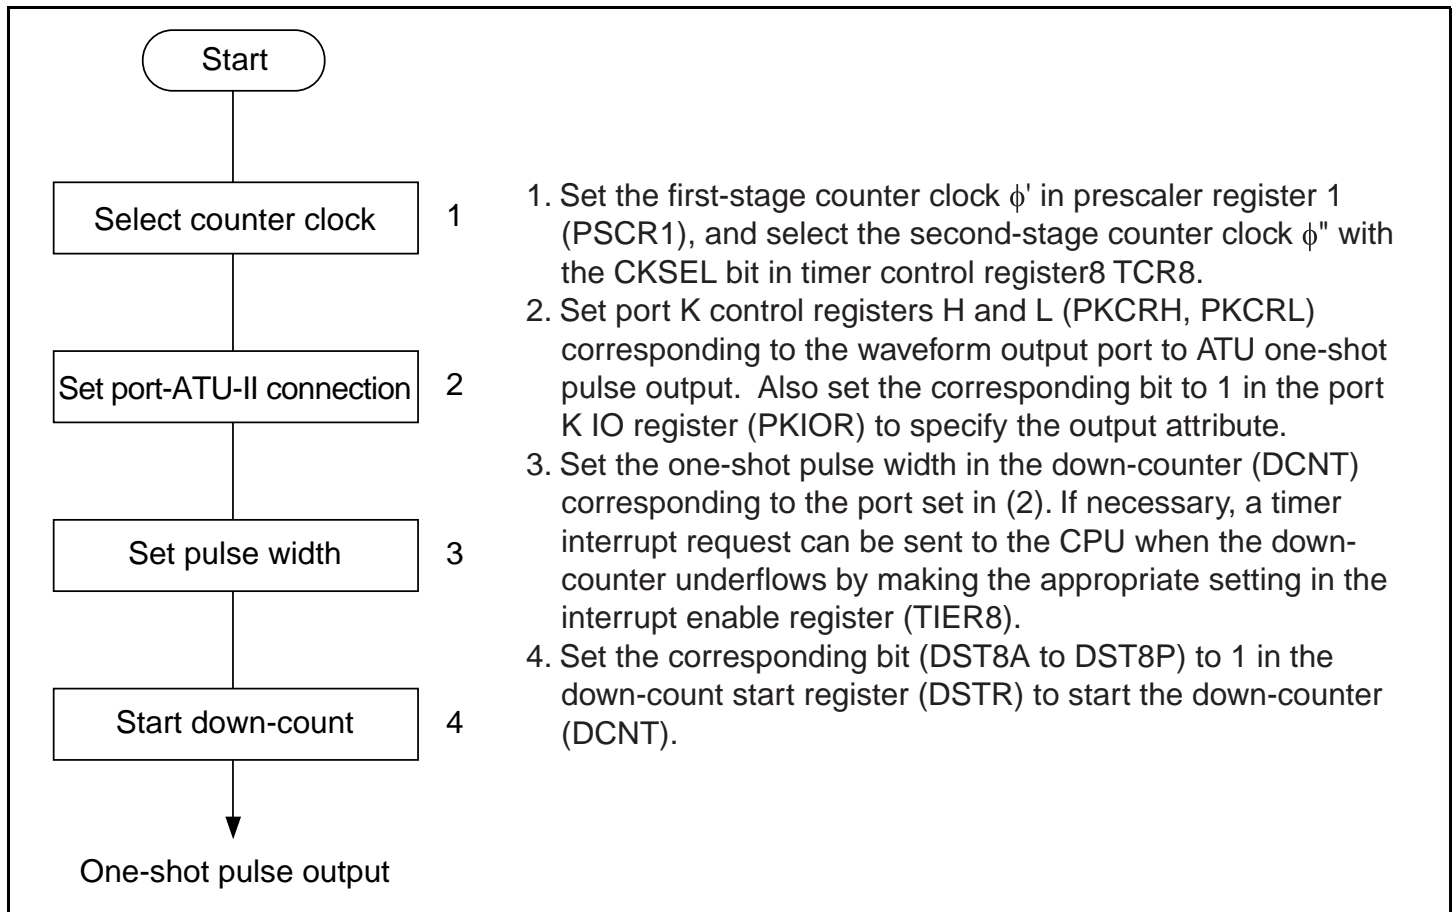 Start
Select counter clock 1
Set port-ATU-II connection 2
Set pulse width 3
Start down-count 4
One-shot pulse output
1. Set the first-stage counter clock ϕ' in prescaler register 1
(PSCR1), and select the second-stage counter clock ϕ" with
the CKSEL bit in timer control register8 TCR8.
2. Set port K control registers H and L (PKCRH, PKCRL)
corresponding to the waveform output port to ATU one-shot
pulse output.  Also set the corresponding bit to 1 in the port
K IO register (PKIOR) to specify the output attribute.
3. Set the one-shot pulse width in the down-counter (DCNT)
corresponding to the port set in (2). If necessary, a timer
interrupt request can be sent to the CPU when the down-
counter underflows by making the appropriate setting in the
interrupt enable register (TIER8).
4. Set the corresponding bit (DST8A to DST8P) to 1 in the
down-count start register (DSTR) to start the down-counter
(DCNT).